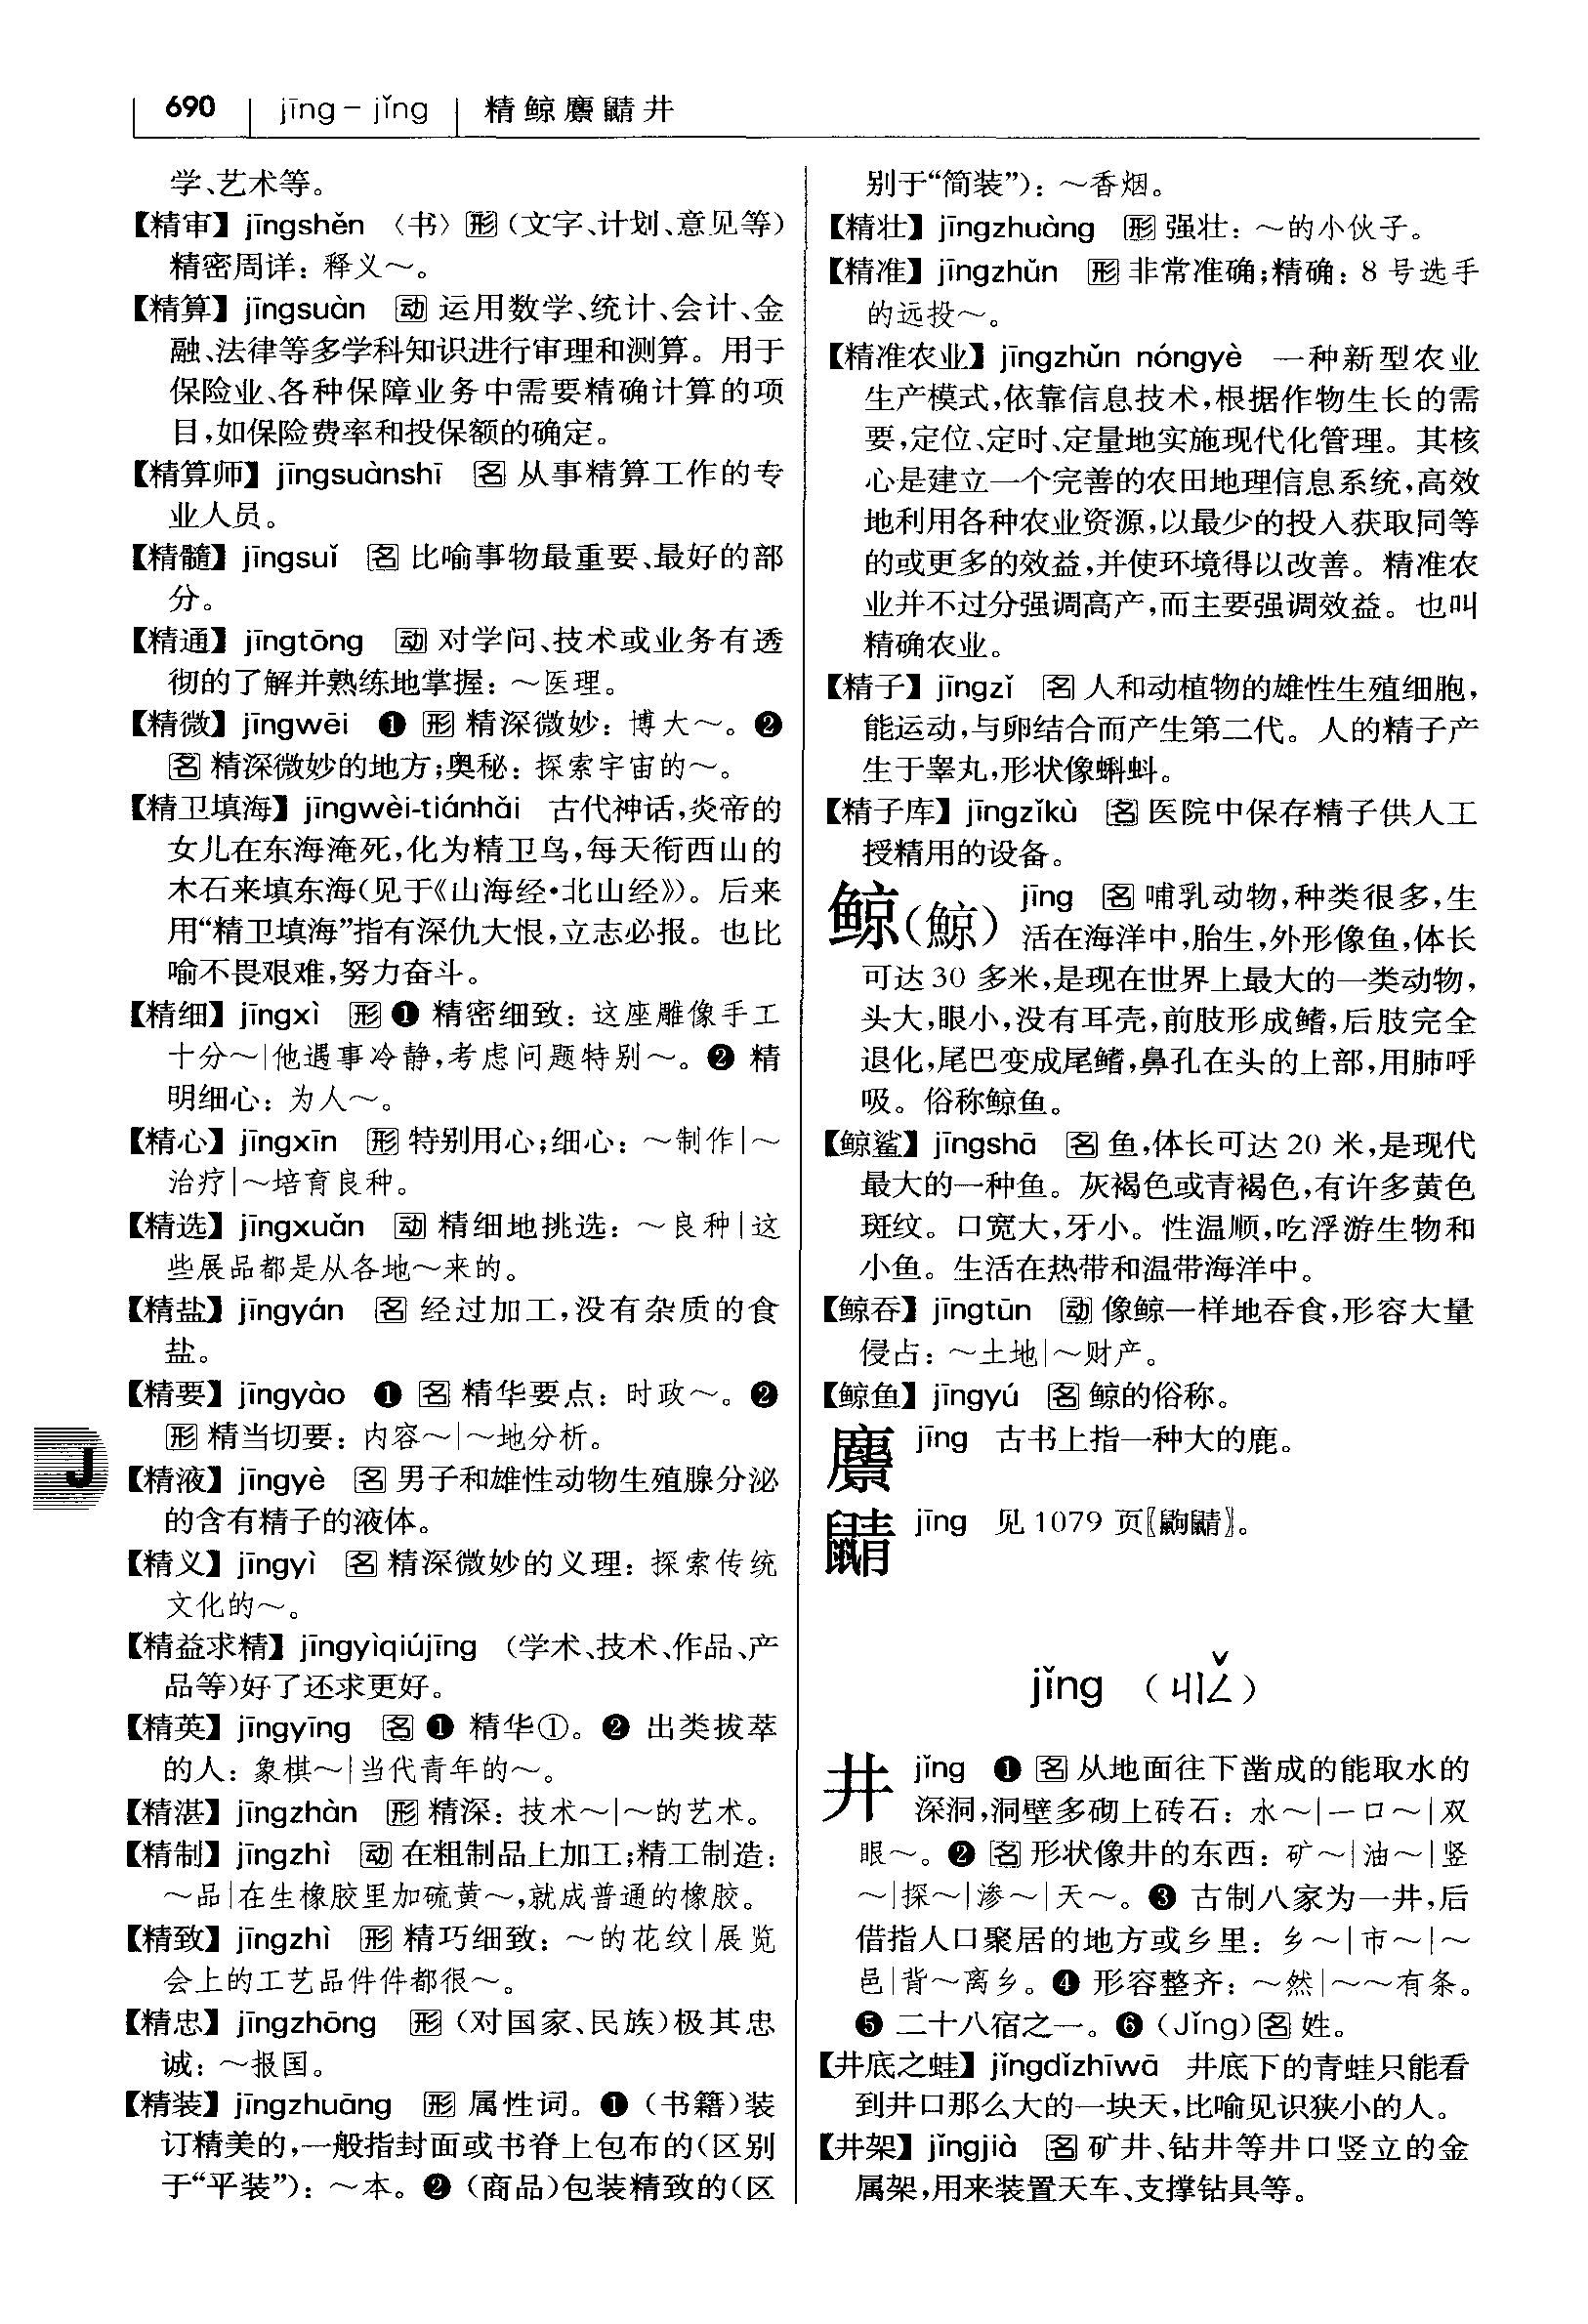 690 jīng – jǐng 精鲸麖鼱井
学、艺术等。
【精审】 jīngshěn 〈书〉形(文字、计划、意见等)
精密周详：释义～。
【精算】 jīngsuàn 动 运用数学、统计、会计、金
融、法律等多学科知识进行审理和测算。用于
保险业、各种保障业务中需要精确计算的项
目，如保险费率和投保额的确定。
【精算师】 jīngsuànshī 名 从事精算工作的专
业人员。
【精髓】 jīngsuǐ 名 比喻事物最重要、最好的部
分。
【精通】 jīngtōng 动 对学问、技术或业务有透
彻的了解并熟练地掌握：～医理。
【精微】 jīngwēi ❶ 形 精深微妙：博大～。❷
名 精深微妙的地方；奥秘：探索宇宙的～。
【精卫填海】 jīngwèi-tiánhǎi 古代神话，炎帝的
女儿在东海淹死，化为精卫鸟，每天衔西山的
木石来填东海(见于《山海经·北山经》)。后来
用“精卫填海”指有深仇大恨，立志必报。也比
喻不畏艰难，努力奋斗。
【精细】 jīngxì 形 ❶ 精密细致：这座雕像手工
十分～|他遇事冷静，考虑问题特别～。❷ 精
明细心：为人～。
【精心】 jīngxīn 形 特别用心；细心：～制作|～
治疗|～培育良种。
【精选】 jīngxuǎn 动 精细地挑选：～良种|这
些展品都是从各地～来的。
【精盐】 jīngyán 名 经过加工，没有杂质的食
盐。
【精要】 jīngyào ❶ 名 精华要点：时政～。❷
形 精当切要：内容～|～地分析。
【精液】 jīngyè 名 男子和雄性动物生殖腺分泌
的含有精子的液体。
【精义】 jīngyì 名 精深微妙的义理：探索传统
文化的～。
【精益求精】 jīngyìqiújīng (学术、技术、作品、产
品等)好了还求更好。
【精英】 jīngyīng 名 ❶ 精华①。❷ 出类拔萃
的人：象棋～|当代青年的～。
【精湛】 jīngzhàn 形 精深：技术～|～的艺术。
【精制】 jīngzhì 动 在粗制品上加工；精工制造：
～品|在生橡胶里加硫黄～，就成普通的橡胶。
【精致】 jīngzhì 形 精巧细致：～的花纹|展览
会上的工艺品件件都很～。
【精忠】 jīngzhōng 形 (对国家、民族)极其忠
诚：～报国。
【精装】 jīngzhuāng 形 属性词。❶ (书籍)装
订精美的，一般指封面或书脊上包布的(区别
于“平装”)：～本。❷ (商品)包装精致的(区
J
别于“简装”)：～香烟。
【精壮】 jīngzhuàng 形 强壮：～的小伙子。
【精准】 jīngzhǔn 形 非常准确；精确：8号选手
的远投～。
【精准农业】 jīngzhǔn nóngyè 一种新型农业
生产模式，依靠信息技术，根据作物生长的需
要，定位、定时、定量地实施现代化管理。其核
心是建立一个完善的农田地理信息系统，高效
地利用各种农业资源，以最少的投入获取同等
的或更多的效益，并使环境得以改善。精准农
业并不过分强调高产，而主要强调效益。也叫
精确农业。
【精子】 jīngzǐ 名 人和动植物的雄性生殖细胞，
能运动，与卵结合而产生第二代。人的精子产
生于睾丸，形状像蝌蚪。
【精子库】 jīngzǐkù 名 医院中保存精子供人工
授精用的设备。
鲸(鯨) jīng 名 哺乳动物，种类很多，生
活在海洋中，胎生，外形像鱼，体长
可达30多米，是现在世界上最大的一类动物，
头大，眼小，没有耳壳，前肢形成鳍，后肢完全
退化，尾巴变成尾鳍，鼻孔在头的上部，用肺呼
吸。俗称鲸鱼。
【鲸鲨】 jīngshā 名 鱼，体长可达20米，是现代
最大的一种鱼。灰褐色或青褐色，有许多黄色
斑纹。口宽大，牙小。性温顺，吃浮游生物和
小鱼。生活在热带和温带海洋中。
【鲸吞】 jīngtūn 动 像鲸一样地吞食，形容大量
侵占：～土地|～财产。
【鲸鱼】 jīngyú 名 鲸的俗称。
麖 jīng 古书上指一种大的鹿。
鼱 jīng 见1079页〖鼩鼱〗。
jǐng (ㄐㄧㄥˇ)
井 jǐng ❶ 名 从地面往下凿成的能取水的
深洞，洞壁多砌上砖石：水～|一口～|双
眼～。❷ 名 形状像井的东西：矿～|油～|竖
～|探～|渗～|天～。❸ 古制八家为一井，后
借指人口聚居的地方或乡里：乡～|市～|～
邑|背～离乡。❹ 形容整齐：～然|～～有条。
❺ 二十八宿之一。❻ (Jǐng)名 姓。
【井底之蛙】 jǐngdǐzhīwā 井底下的青蛙只能看
到井口那么大的一块天，比喻见识狭小的人。
【井架】 jǐngjià 名 矿井、钻井等井口竖立的金
属架，用来装置天车、支撑钻具等。